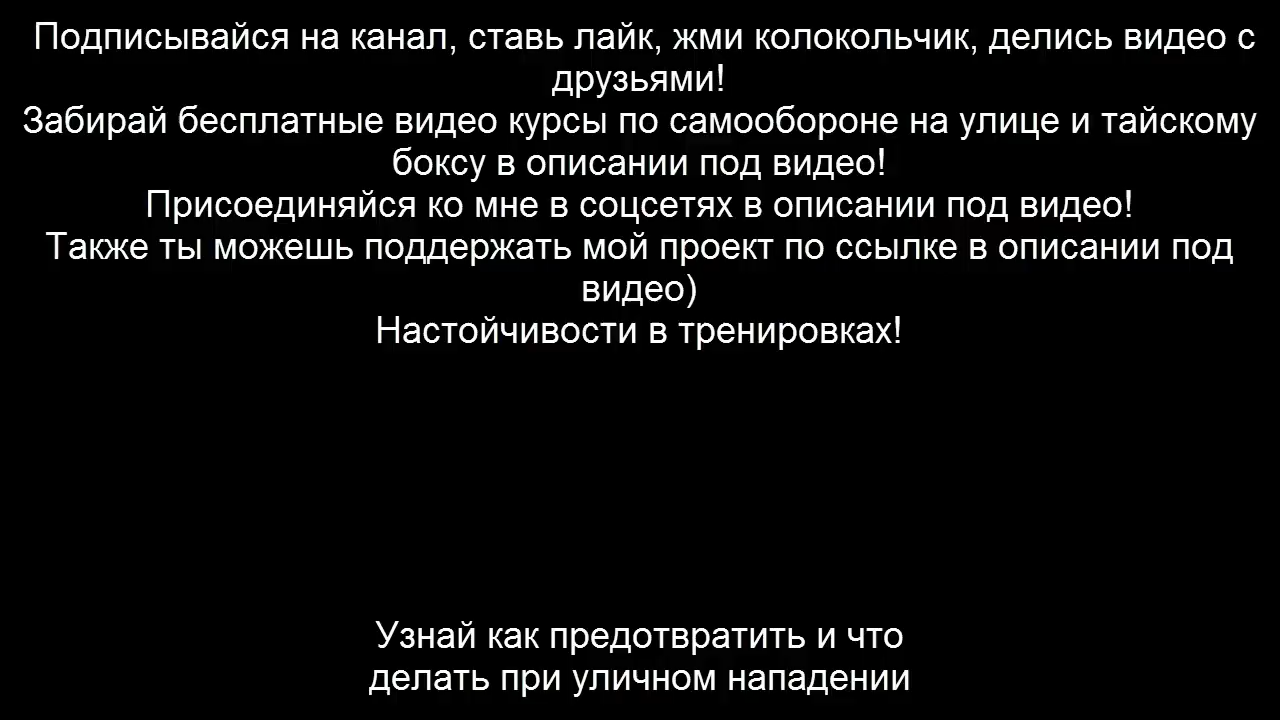 Подписывайся на канал, ставь лайк, жми колокольчик, делись видео с
друзьями!
Забирай бесплатные видео курсы по самообороне на улице и тайскому
боксу в описании под видео!
Присоединяйся ко мне в соцсетях в описании под видео!
Также ты можешь поддержать мой проект по ссылке в описании под
видео)
Настойчивости в тренировках!
Узнай как предотвратить и что
делать при уличном нападении